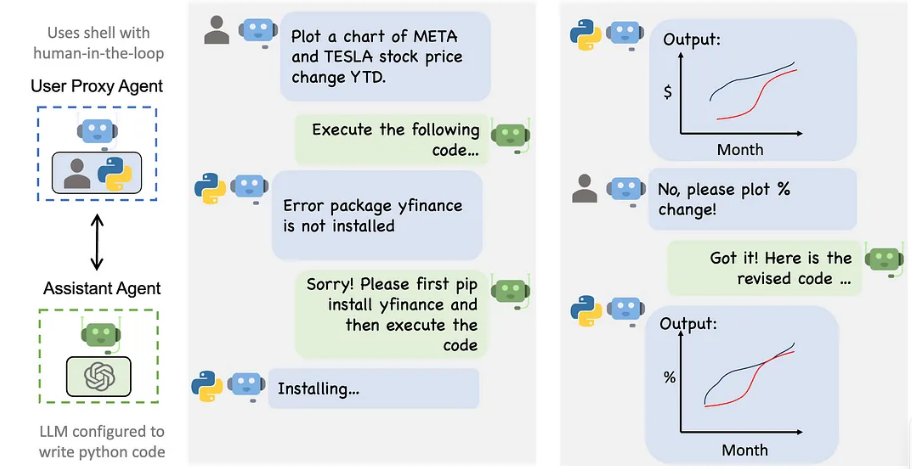 Uses shell with
human-in-the-loop
User Proxy Agent
Assistant Agent
LLM configured to
write python code
Plot a chart of META
and TESLA stock price
change YTD.
Execute the following
code...
Error package yfinance
is not installed
Sorry! Please first pip
install yfinance and
then execute the
code
Installing...
Output:
$
Month
No, please plot %
change!
Got it! Here is the
revised code ...
Output:
%
Month